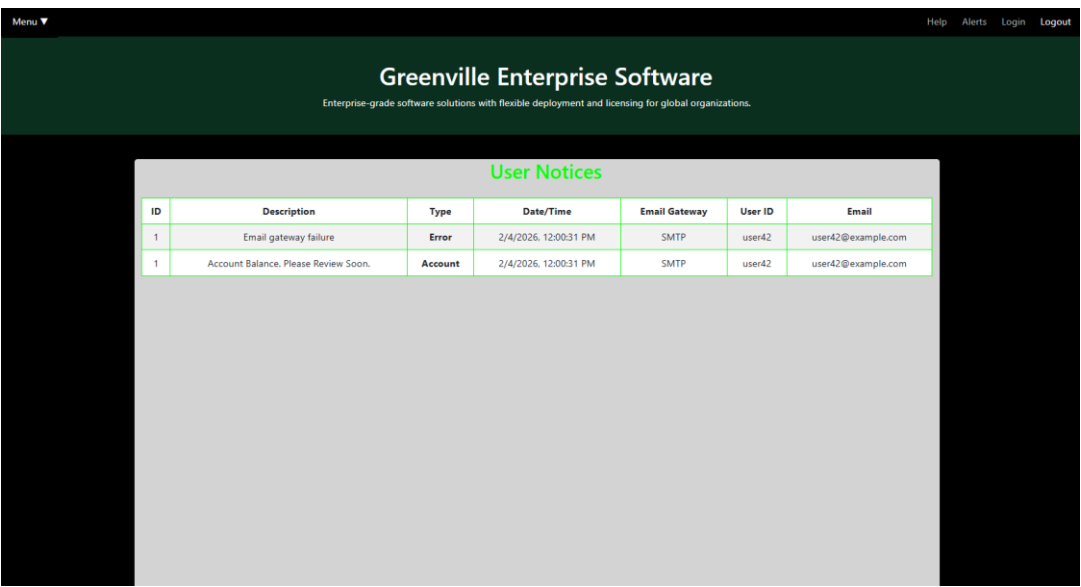 Menu ▼ Help Alerts Login Logout
Greenville Enterprise Software
Enterprise-grade software solutions with flexible deployment and licensing for global organizations.
User Notices
ID Description Type Date/Time Email Gateway User ID Email
1 Email gateway failure Error 2/4/2026, 12:00:31 PM SMTP user42 user42@example.com
1 Account Balance. Please Review Soon. Account 2/4/2026, 12:00:31 PM SMTP user42 user42@example.com